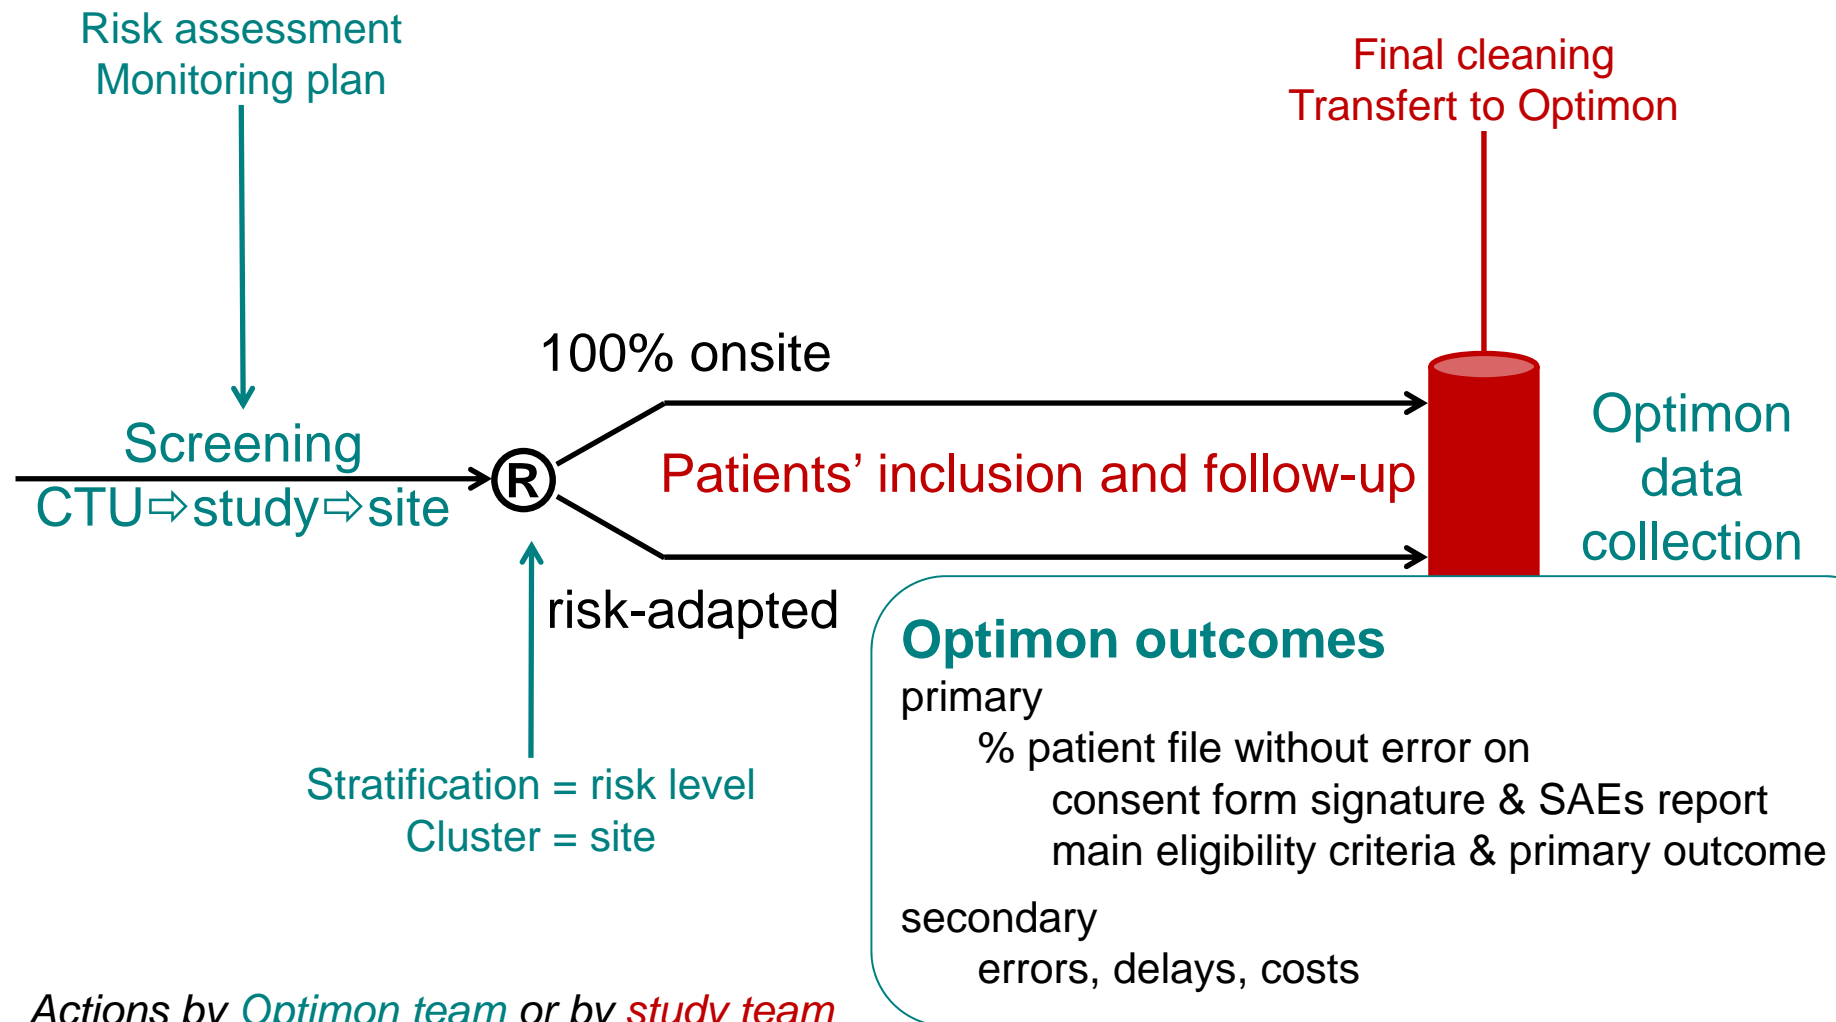 Risk assessment
Monitoring plan
Final cleaning
Transfert to Optimon
100% onsite
Screening
CTU⇨study⇨site
R
Patients’ inclusion and follow-up
Optimon
data
collection
risk-adapted
Stratification = risk level
Cluster = site
Optimon outcomes
primary
% patient file without error on
consent form signature & SAEs report
main eligibility criteria & primary outcome
secondary
errors, delays, costs
Actions by Optimon team or by study team